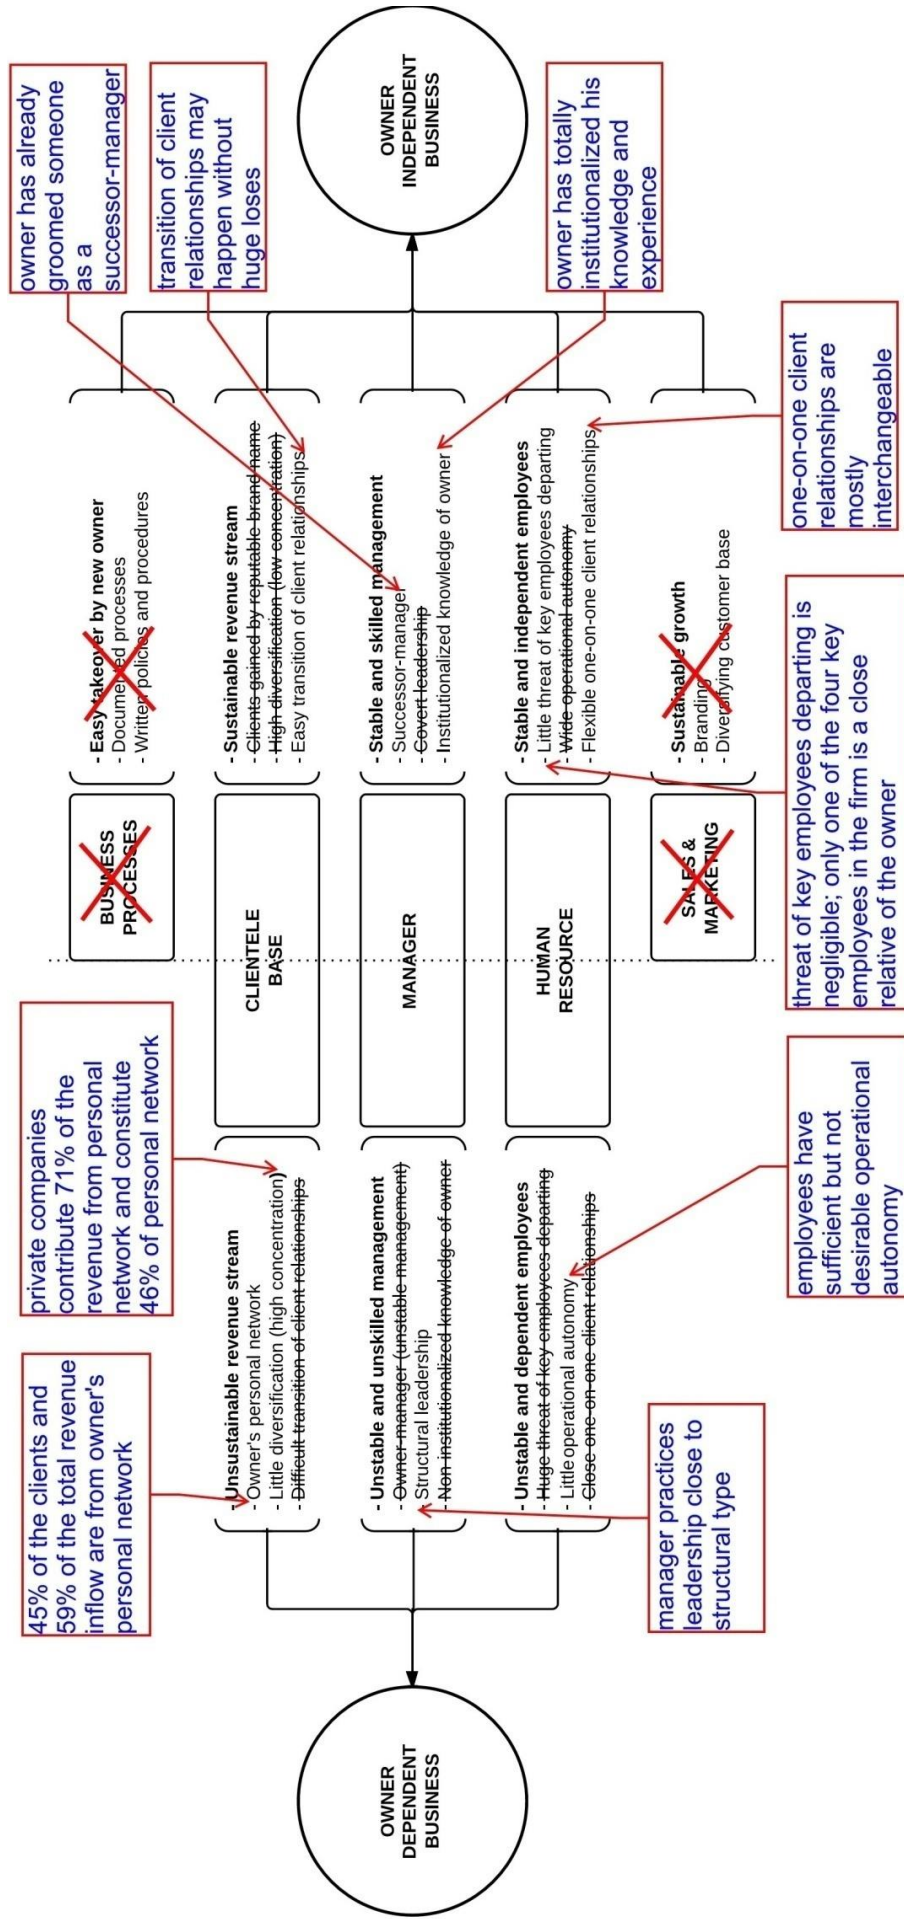 45% of the clients and
59% of the total revenue
inflow are from owner's
personal network
private companies
contribute 71% of the
revenue from personal
network and constitute
46% of personal network
owner has already
groomed someone
as a
successor-manager
transition of client
relationships may
happen without
huge loses
OWNER
DEPENDENT
BUSINESS
- Unsustainable revenue stream
- Owner's personal network
- Little diversification (high concentration)
- Difficult transition of client relationships
- Unstable and unskilled management
- Owner-manager (unstable management)
- Structural leadership
- Non institutionalized knowledge of owner
- Unstable and dependent employees
- Huge threat of key employees departing
- Little operational autonomy
- Close one-on-one client relationships
BUSINESS
PROCESSES
CLIENTELE
BASE
MANAGER
HUMAN
RESOURCE
SALES &
MARKETING
- Easy takeover by new owner
- Documented processes
- Written policies and procedures
- Sustainable revenue stream
- Clients gained by reputable brand name
- High diversification (low concentration)
- Easy transition of client relationships
- Stable and skilled management
- Successor-manager
- Covert leadership
- Institutionalized knowledge of owner
- Stable and independent employees
- Little threat of key employees departing
- Wide operational autonomy
- Flexible one-on-one client relationships
- Sustainable growth
- Branding
- Diversifying customer base
OWNER
INDEPENDENT
BUSINESS
manager practices
leadership close to
structural type
employees have
sufficient but not
desirable operational
autonomy
threat of key employees departing is
negligible; only one of the four key
employees in the firm is a close
relative of the owner
one-on-one client
relationships are
mostly
interchangeable
owner has totally
institutionalized his
knowledge and
experience